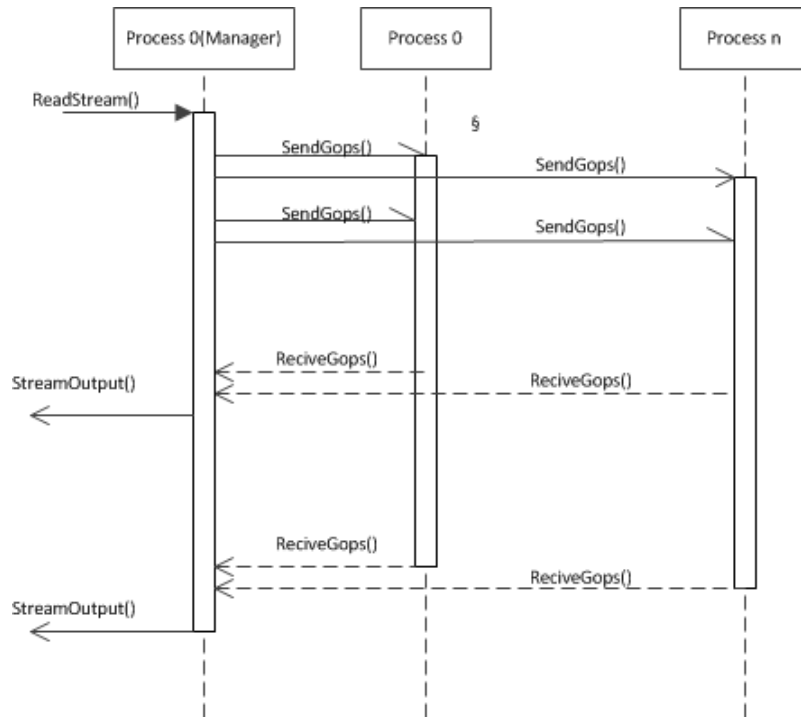 Process 0(Manager)
Process 0
Process n
ReadStream()
§
SendGops()
SendGops()
SendGops()
SendGops()
ReciveGops()
ReciveGops()
StreamOutput()
ReciveGops()
ReciveGops()
StreamOutput()